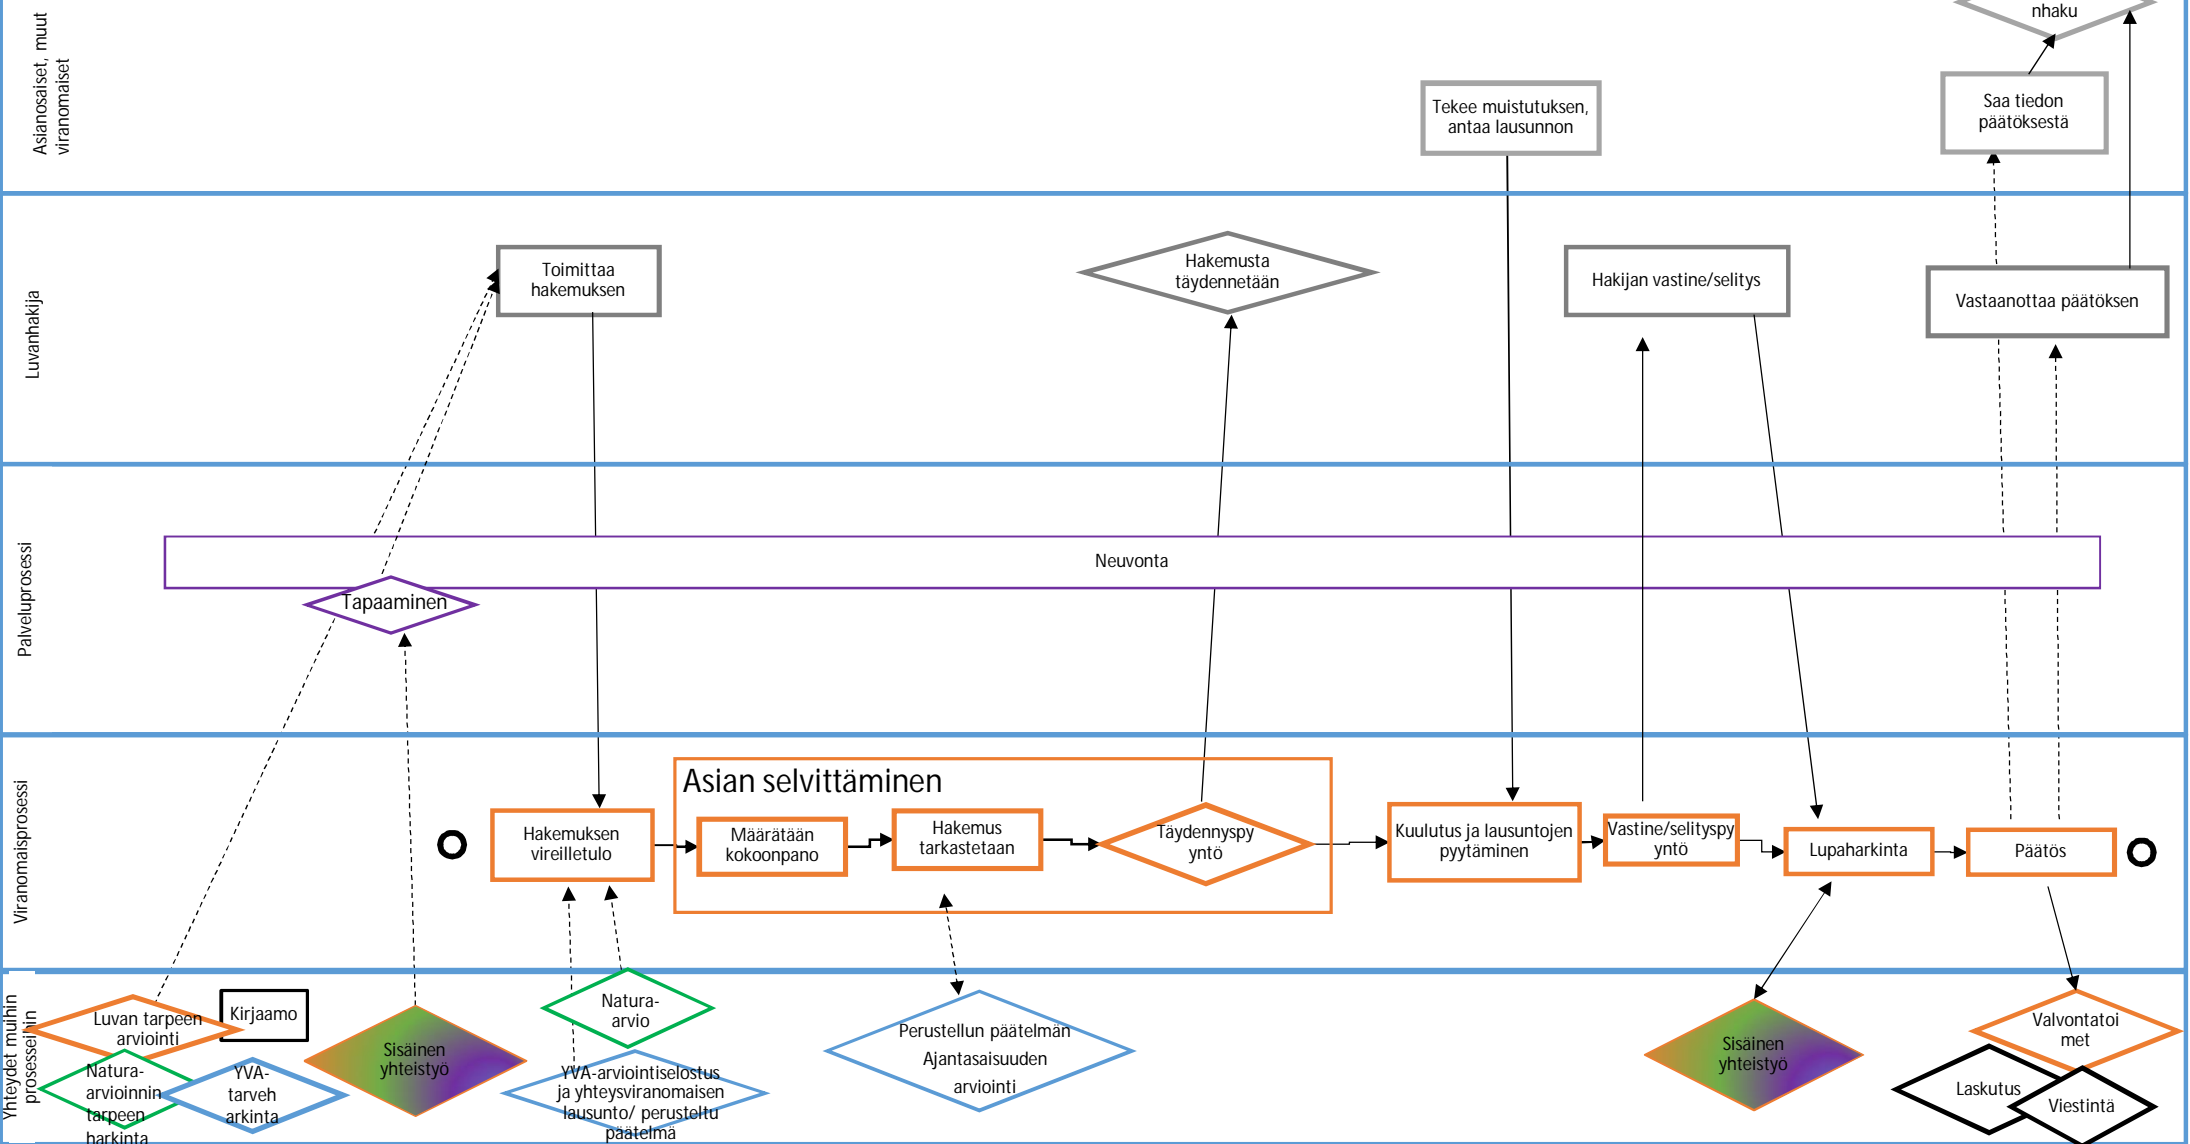 Asianosaiset, muut
viranomaiset
nhaku
Tekee muistutuksen,
antaa lausunnon
Saa tiedon
päätöksestä
Luvanhakija
Toimittaa
hakemuksen
Hakemusta
täydennetään
Hakijan vastine/selitys
Vastaanottaa päätöksen
Palveluprosessi
Neuvonta
Tapaaminen
Viranomaisprosessi
Asian selvittäminen
Hakemuksen
vireilletulo
Määrätään
kokoonpano
Hakemus
tarkastetaan
Täydennyspy
yntö
Kuulutus ja lausuntojen
pyytäminen
Vastine/selityspy
yntö
Lupaharkinta
Päätös
Yhteydet muihin
prosesseihin
Luvan tarpeen
arviointi
Kirjaamo
Natura-
arvioinnin
tarpeen
harkinta
YVA-
tarveh
arkinta
Sisäinen
yhteistyö
Natura-
arvio
YVA-arviointiselostus
ja yhteysviranomaisen
lausunto/ perusteltu
päätelmä
Perustellun päätelmän
Ajantasaisuuden
arviointi
Sisäinen
yhteistyö
Valvontatoi
met
Laskutus
Viestintä